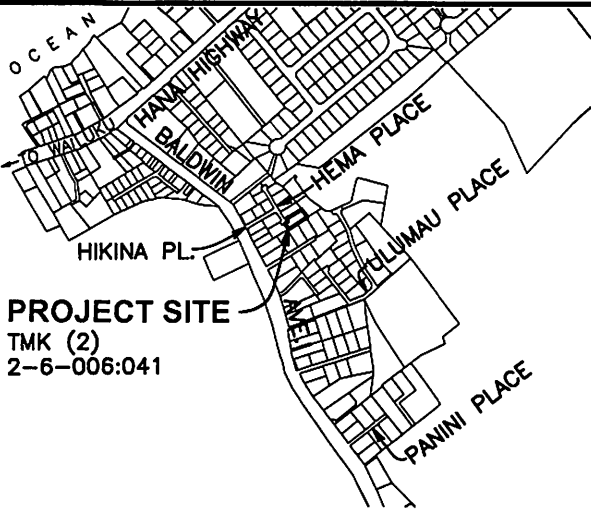 OCEAN
HANA HIGHWAY
TO WAILUKU
BALDWIN
HEMA PLACE
ULUMAU PLACE
HIKINA PL.
PROJECT SITE
TMK (2)
2-6-006:041
AVE.
PANINI PLACE